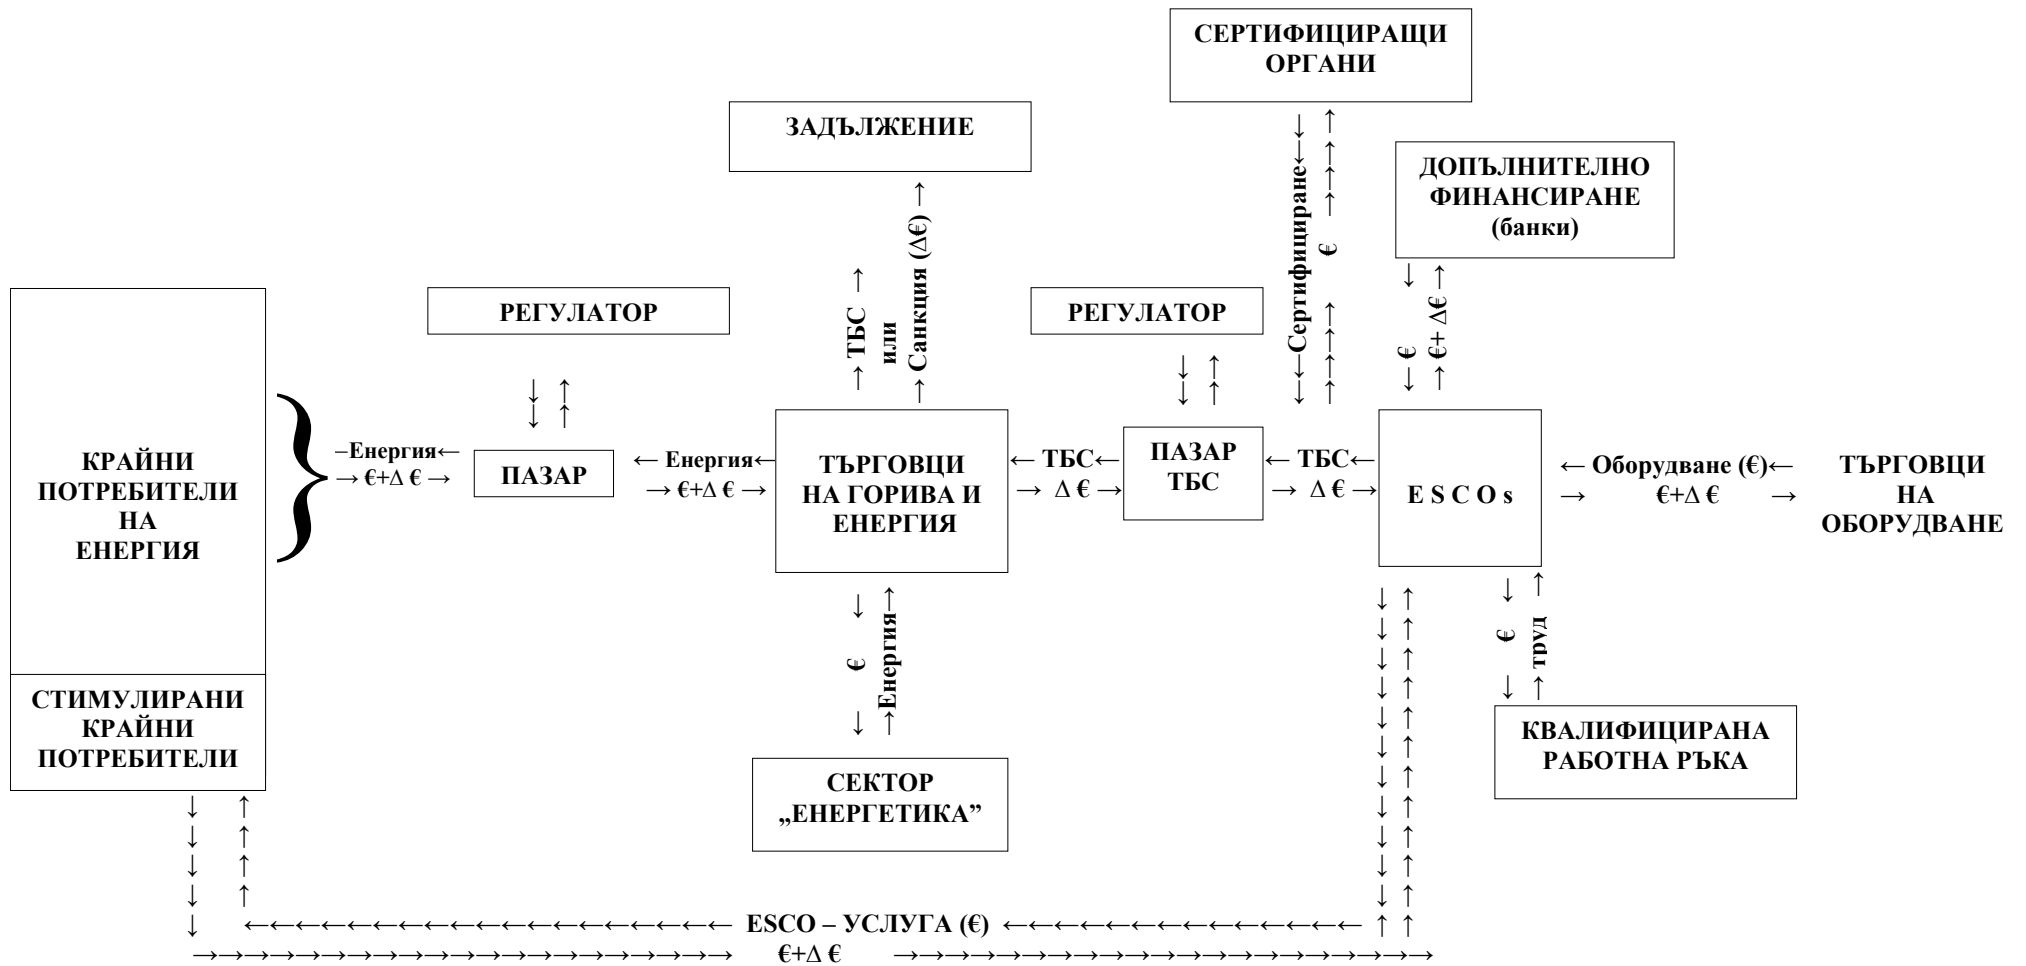 СЕРТИФИЦИРАЩИ
ОРГАНИ
ЗАДЪЛЖЕНИЕ
ДОПЪЛНИТЕЛНО
ФИНАНСИРАНЕ
(банки)
→ ТБС →
или
→ Санкция (Δ€) →
Сертифициране
€
€
€+ Δ€
РЕГУЛАТОР
РЕГУЛАТОР
КРАЙНИ
ПОТРЕБИТЕЛИ
НА
ЕНЕРГИЯ
–Енергия←
→ €+Δ € →
ПАЗАР
← Енергия←
→ €+Δ € →
ТЪРГОВЦИ
НА ГОРИВА И
ЕНЕРГИЯ
← ТБС←
→ Δ € →
ПАЗАР
ТБС
← ТБС←
→ Δ € →
E S C O s
← Оборудване (€)←
→ €+Δ € →
ТЪРГОВЦИ
НА
ОБОРУДВАНЕ
€
Енергия
€
труд
СТИМУЛИРАНИ
КРАЙНИ
ПОТРЕБИТЕЛИ
СЕКТОР
„ЕНЕРГЕТИКА”
КВАЛИФИЦИРАНА
РАБОТНА РЪКА
ESCO – УСЛУГА (€)
€+Δ €